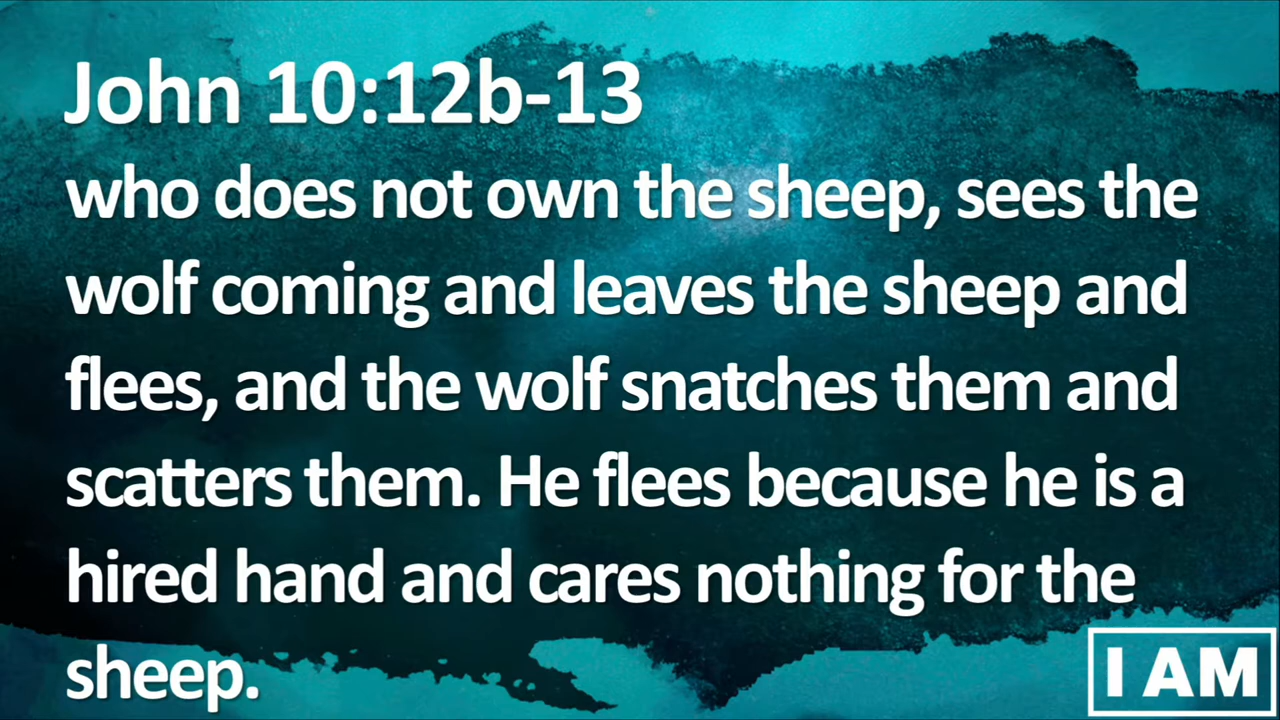 John 10:12b-13
who does not own the sheep, sees the
wolf coming and leaves the sheep and
flees, and the wolf snatches them and
scatters them. He flees because he is a
hired hand and cares nothing for the
sheep.
I AM